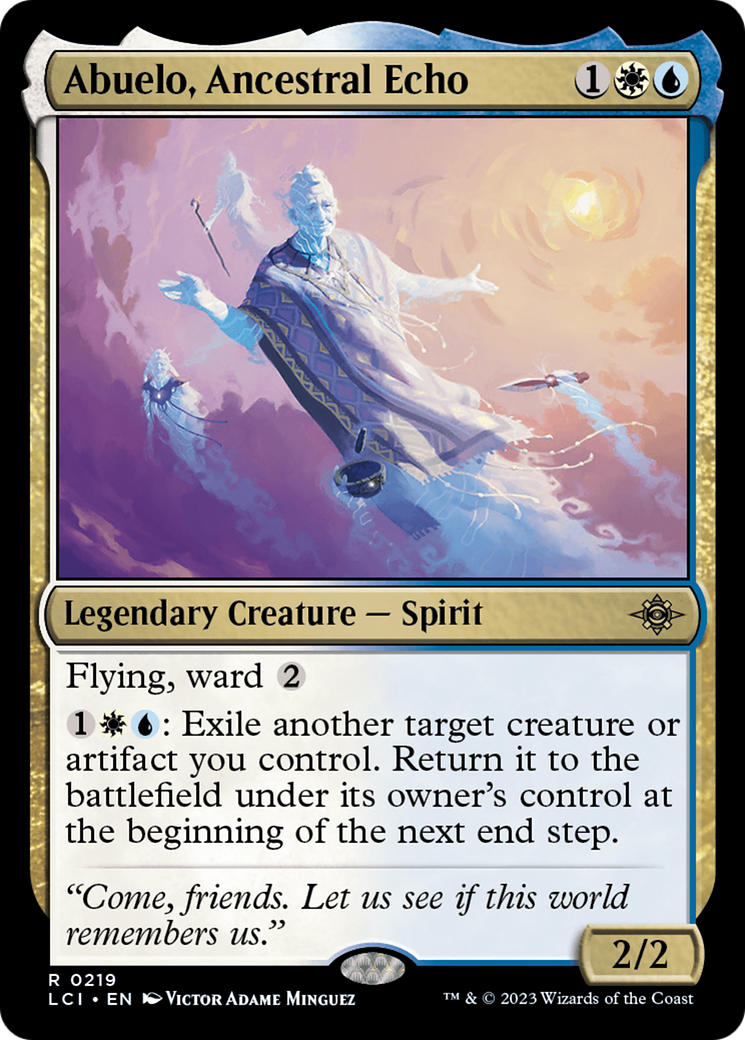 Abuelo, Ancestral Echo 1
Legendary Creature — Spirit
Flying, ward 2
1 : Exile another target creature or
artifact you control. Return it to the
battlefield under its owner’s control at
the beginning of the next end step.
“Come, friends. Let us see if this world
remembers us.”
2/2
R 0219
LCI • EN Victor Adame Minguez
™ & © 2023 Wizards of the Coast